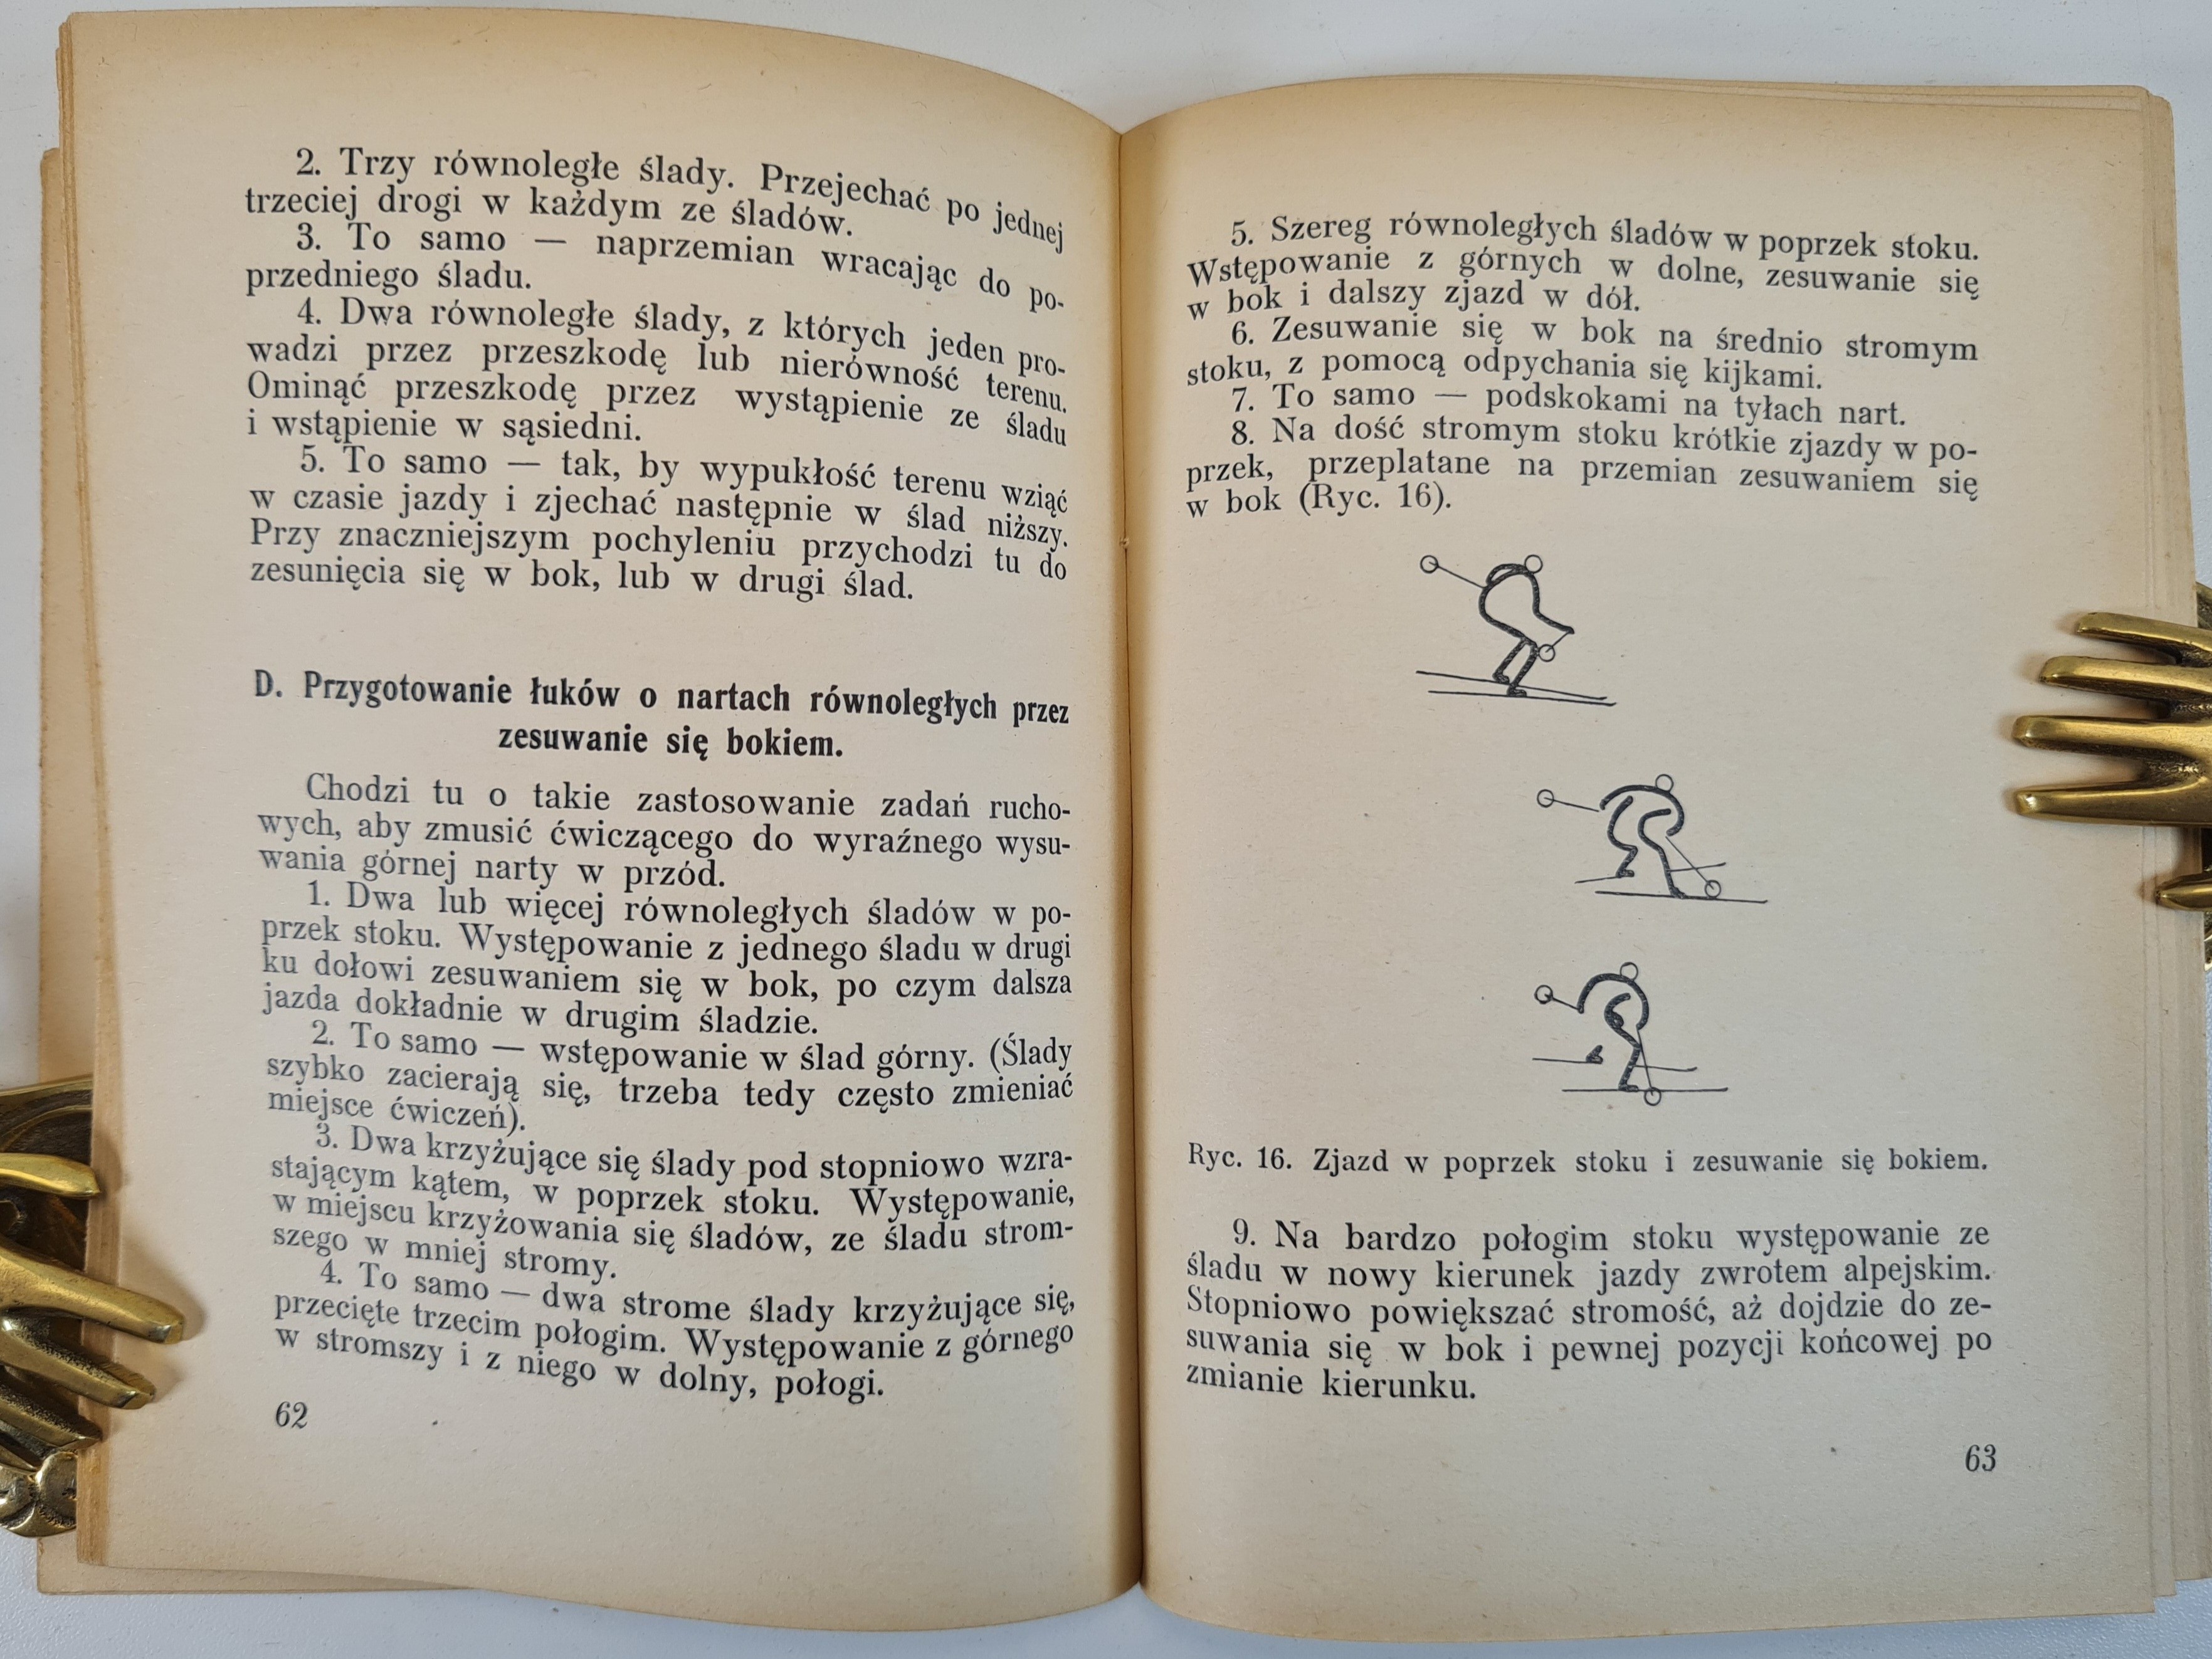 2. Trzy równoległe ślady. Przejechać po jednej
trzeciej drogi w każdym ze śladów.
3. To samo — naprzemian wracając do po-
przedniego śladu.
4. Dwa równoległe ślady, z których jeden pro-
wadzi przez przeszkodę lub nierówność terenu.
Ominąć przeszkodę przez wystąpienie ze śladu
i wstąpienie w sąsiedni.
5. To samo — tak, by wypukłość terenu wziąć
w czasie jazdy i zjechać następnie w ślad niższy.
Przy znaczniejszym pochyleniu przychodzi tu do
zesunięcia się w bok, lub w drugi ślad.
D. Przygotowanie łuków o nartach równoległych przez
zesuwanie się bokiem.
Chodzi tu o takie zastosowanie zadań rucho-
wych, aby zmusić ćwiczącego do wyraźnego wysu-
wania górnej narty w przód.
1. Dwa lub więcej równoległych śladów w po-
przek stoku. Występowanie z jednego śladu w drugi
ku dołowi zesuwaniem się w bok, po czym dalsza
jazda dokładnie w drugim śladzie.
2. To samo — wstępowanie w ślad górny. (Ślady
szybko zacierają się, trzeba tedy często zmieniać
miejsce ćwiczeń).
3. Dwa krzyżujące się ślady pod stopniowo wzra-
stającym kątem, w poprzek stoku. Występowanie,
w miejscu krzyżowania się śladów, ze śladu strom-
szego w mniej stromy.
4. To samo — dwa strome ślady krzyżujące się,
przecięte trzecim połogim. Występowanie z górnego
w stromszy i z niego w dolny, połogi.
62
5. Szereg równoległych śladów w poprzek stoku.
Wstępowanie z górnych w dolne, zesuwanie się
w bok i dalszy zjazd w dół.
6. Zesuwanie się w bok na średnio stromym
stoku, z pomocą odpychania się kijkami.
7. To samo — podskokami na tyłach nart.
8. Na dość stromym stoku krótkie zjazdy w po-
przek, przeplatane na przemian zesuwaniem się
w bok (Ryc. 16).
Ryc. 16. Zjazd w poprzek stoku i zesuwanie się bokiem.
9. Na bardzo połogim stoku występowanie ze
śladu w nowy kierunek jazdy zwrotem alpejskim.
Stopniowo powiększać stromość, aż dojdzie do ze-
suwania się w bok i pewnej pozycji końcowej po
zmianie kierunku.
63